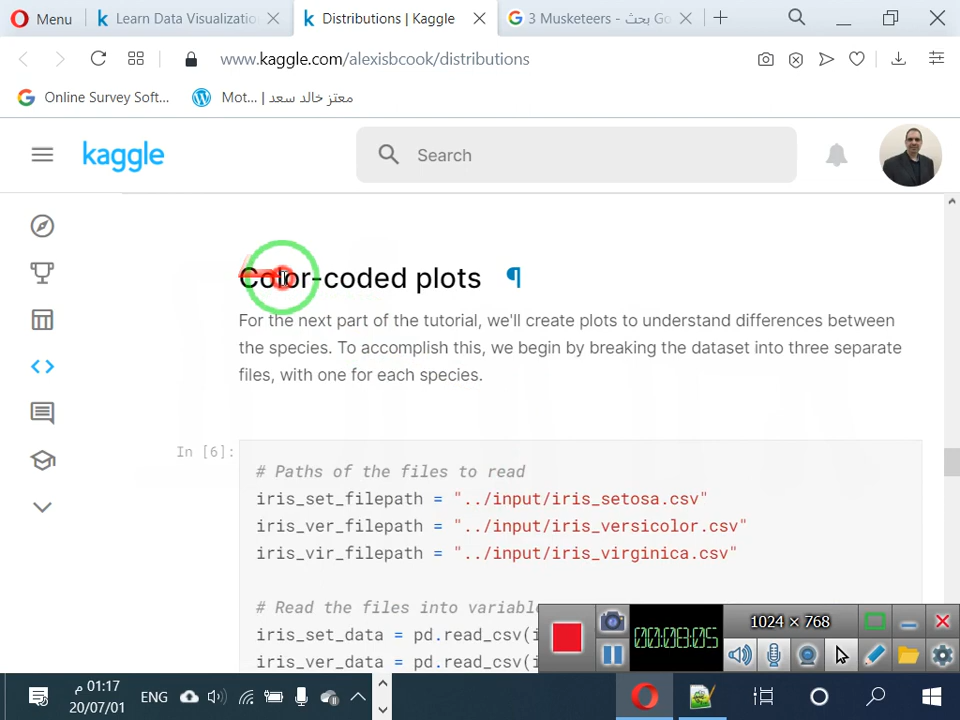 Menu
Learn Data Visualizatio
Distributions | Kaggle
3 Musketeers - بحث Go
www.kaggle.com/alexisbcook/distributions
Online Survey Soft...
Mot... | معتز خالد سعد
kaggle
Search
Color-coded plots ¶
For the next part of the tutorial, we'll create plots to understand differences between
the species. To accomplish this, we begin by breaking the dataset into three separate
files, with one for each species.
In [6]:
# Paths of the files to read
iris_set_filepath = "../input/iris_setosa.csv"
iris_ver_filepath = "../input/iris_versicolor.csv"
iris_vir_filepath = "../input/iris_virginica.csv"
# Read the files into variable
iris_set_data = pd.read_csv(i
iris_ver_data = pd.read_csv(i
00:03:05
1024 × 768
ENG
01:17 م
20/07/01